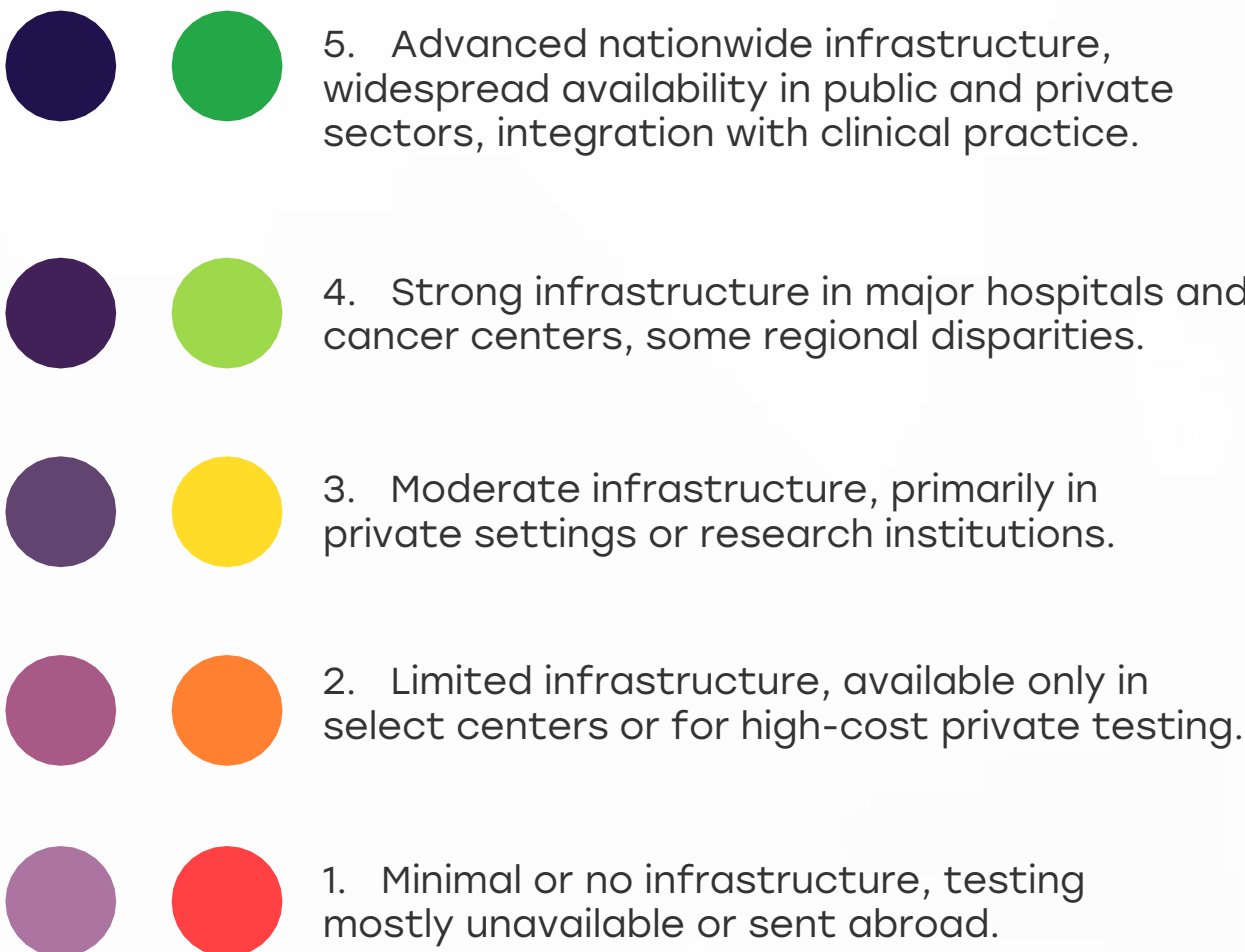 5. Advanced nationwide infrastructure,
widespread availability in public and private
sectors, integration with clinical practice.
4. Strong infrastructure in major hospitals and
cancer centers, some regional disparities.
3. Moderate infrastructure, primarily in
private settings or research institutions.
2. Limited infrastructure, available only in
select centers or for high-cost private testing.
1. Minimal or no infrastructure, testing
mostly unavailable or sent abroad.